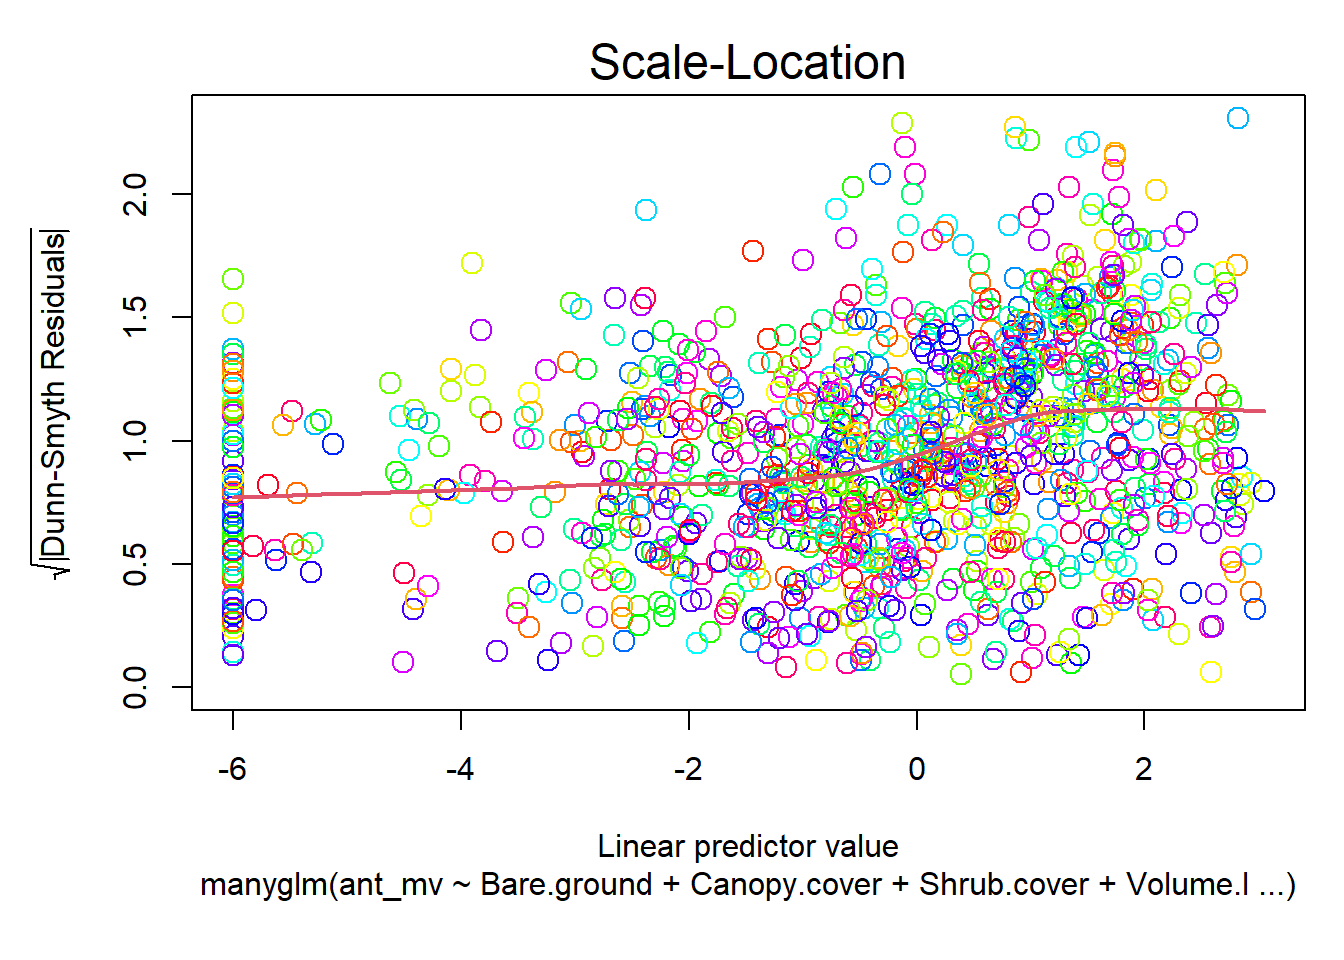 Scale-Location
√|Dunn-Smyth Residuals|
2.0
1.5
1.0
0.5
0.0
-6 -4 -2 0 2
Linear predictor value
manyglm(ant_mv ~ Bare.ground + Canopy.cover + Shrub.cover + Volume.l ...)